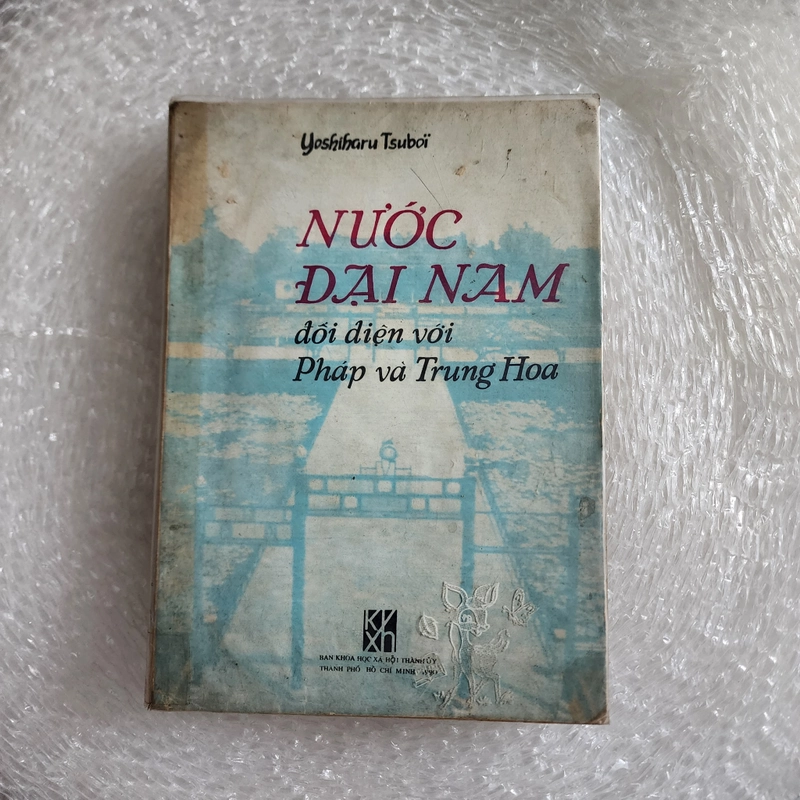 Yoshiharu Tsuboï
NƯỚC
ĐẠI NAM
đối diện với
Pháp và Trung Hoa
KHXH
BAN KHOA HỌC XÃ HỘI THÀNH ỦY
THÀNH PHỐ HỒ CHÍ MINH 1990